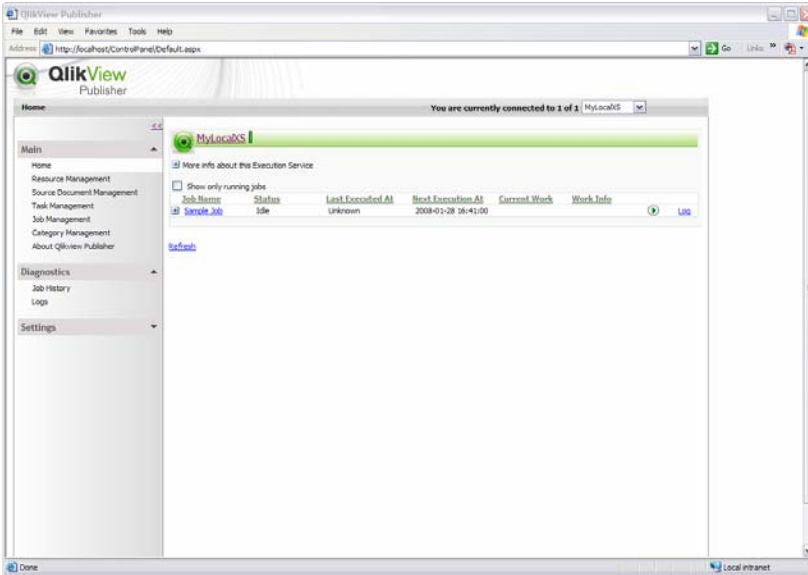 QlikView Publisher
File Edit View Favorites Tools Help
Address http://localhost/ControlPanel/Default.aspx Go Links »
QlikView
Publisher
Home You are currently connected to 1 of 1 MyLocalXS
<<
Main
Home
Resource Management
Source Document Management
Task Management
Job Management
Category Management
About Qlikview Publisher
Diagnostics
Job History
Logs
Settings
MyLocalXS
More info about this Execution Service
Show only running jobs
Job Name Status Last Executed At Next Execution At Current Work Work Info
Sample Job Idle Unknown 2008-01-28 16:41:00 Log
Refresh
Done Local intranet